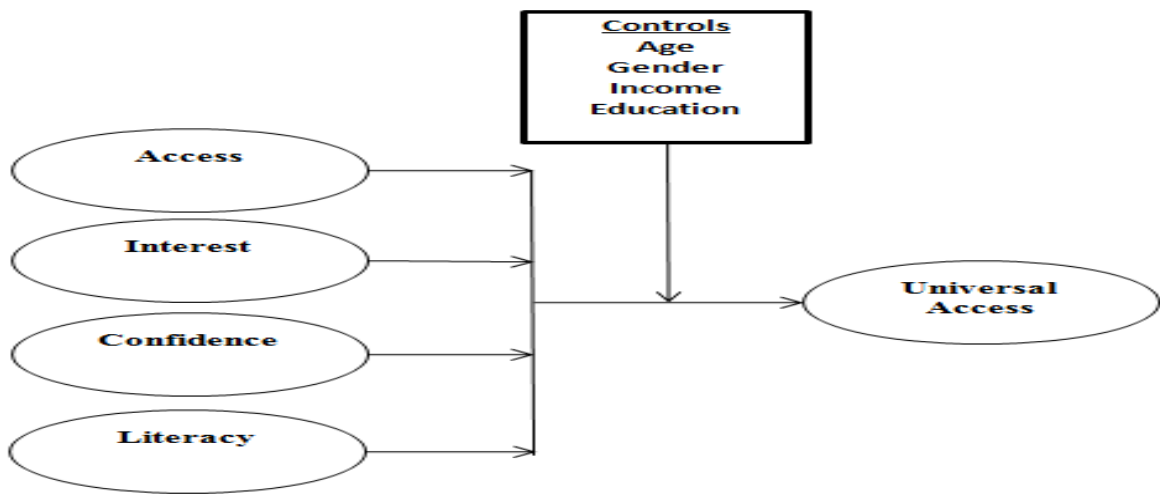 Controls
Age
Gender
Income
Education
Access
Interest
Confidence
Literacy
Universal
Access